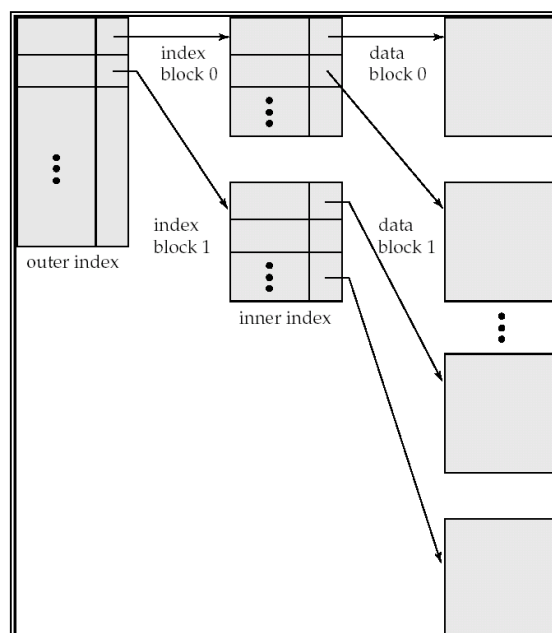 index
block 0
data
block 0
index
block 1
data
block 1
outer index
inner index